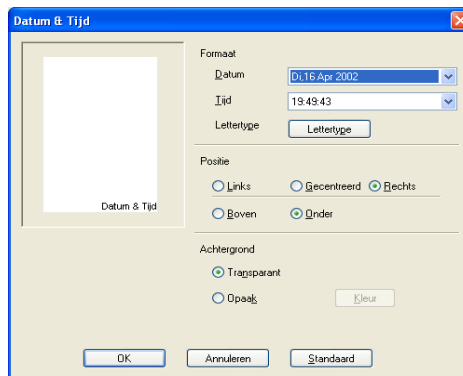 Datum & Tijd
Formaat
Datum Di,16 Apr 2002
Tijd 19:49:43
Lettertype Lettertype
Datum & Tijd
Positie
Links Gecentreerd Rechts
Boven Onder
Achtergrond
Transparant
Opaak Kleur
OK Annuleren Standaard